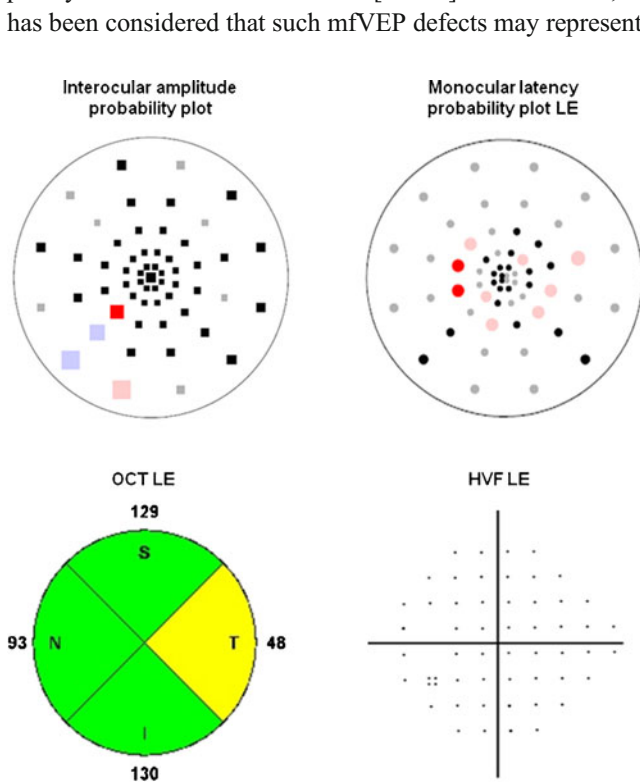 has been considered that such mfVEP defects may represent
Interocular amplitude
probability plot
Monocular latency
probability plot LE
OCT LE
129
S
93 N T 48
I
130
HVF LE